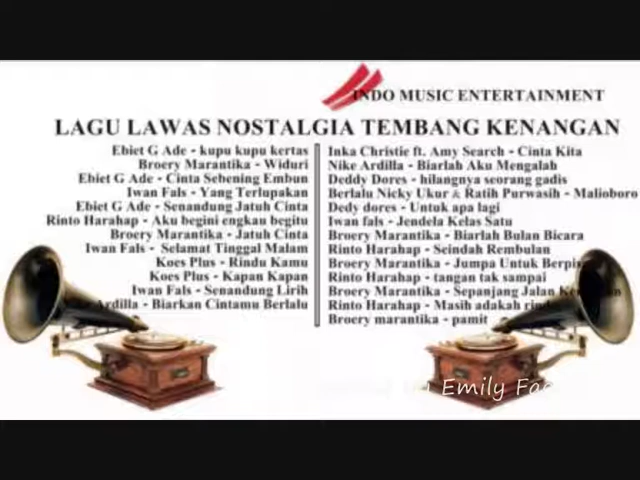 INDO MUSIC ENTERTAINMENT
LAGU LAWAS NOSTALGIA TEMBANG KENANGAN
Ebiet G Ade - kupu kupu kertas
Broery Marantika - Widuri
Ebiet G Ade - Cinta Sebening Embun
Iwan Fals - Yang Terlupakan
Ebiet G Ade - Senandung Jatuh Cinta
Rinto Harahap - Aku begini engkau begitu
Broery Marantika - Jatuh Cinta
Iwan Fals - Selamat Tinggal Malam
Koes Plus - Rindu Kamu
Koes Plus - Kapan Kapan
Iwan Fals - Senandung Lirih
Ardilla - Biarkan Cintamu Berlalu
Inka Christie ft. Amy Search - Cinta Kita
Nike Ardilla - Biarlah Aku Mengalah
Deddy Dores - hilangnya seorang gadis
Berlalu Nicky Ukur & Ratih Purwasih - Malioboro
Dedy dores - Untuk apa lagi
Iwan fals - Jendela Kelas Satu
Broery Marantika - Biarlah Bulan Bicara
Rinto Harahap - Seindah Rembulan
Broery Marantika - Jumpa Untuk
Rinto Harahap - tangan tak sampai
Broery Marantika - Sepanjang Jalan
Rinto Harahap - Masih adakah
Broery marantika - pamit
Emily